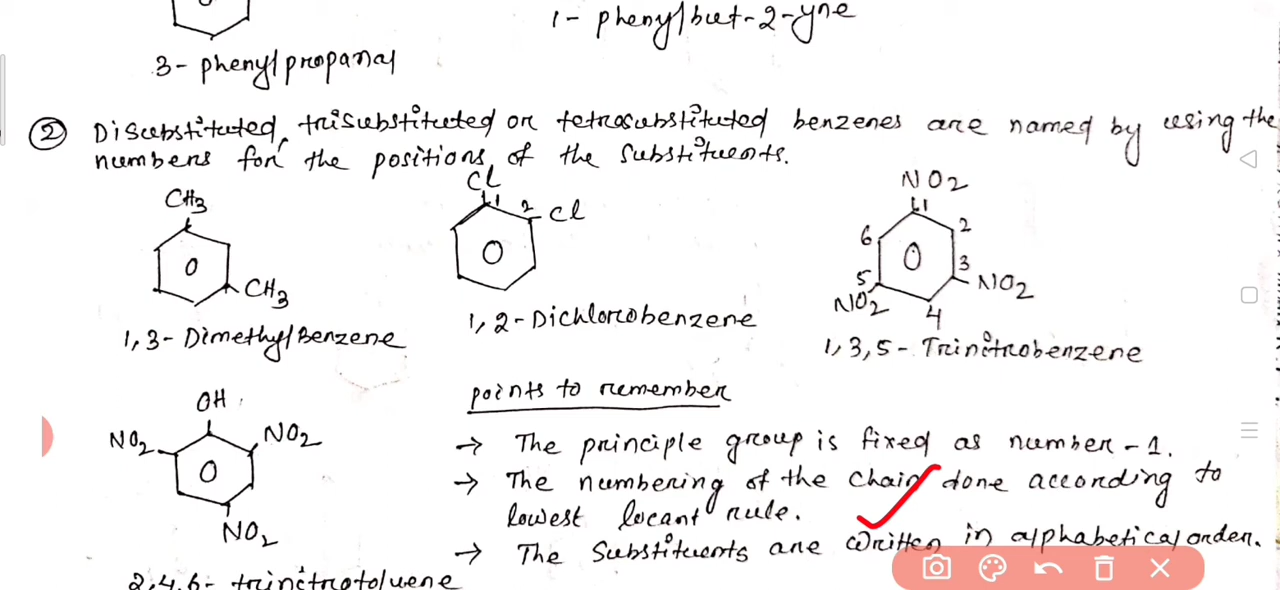 1- phenylbut-2-yne
3- phenylpropanal
② Disubstituted, trisubstituted or tetrasubstituted benzenes are named by using the
numbers for the positions of the substituents.
CH3
CH3
1,3- Dimethyl Benzene
Cl
1 2 Cl
1,2- Dichlorobenzene
NO2
1
6 2
3
5 NO2
NO2 4
1,3,5- Trinitrobenzene
OH
NO2 NO2
NO2
2,4,6- trinitrotoluene
points to remember
→ The principle group is fixed as number-1.
→ The numbering of the chain done according to
lowest locant rule.
→ The substituents are written in alphabetical order.